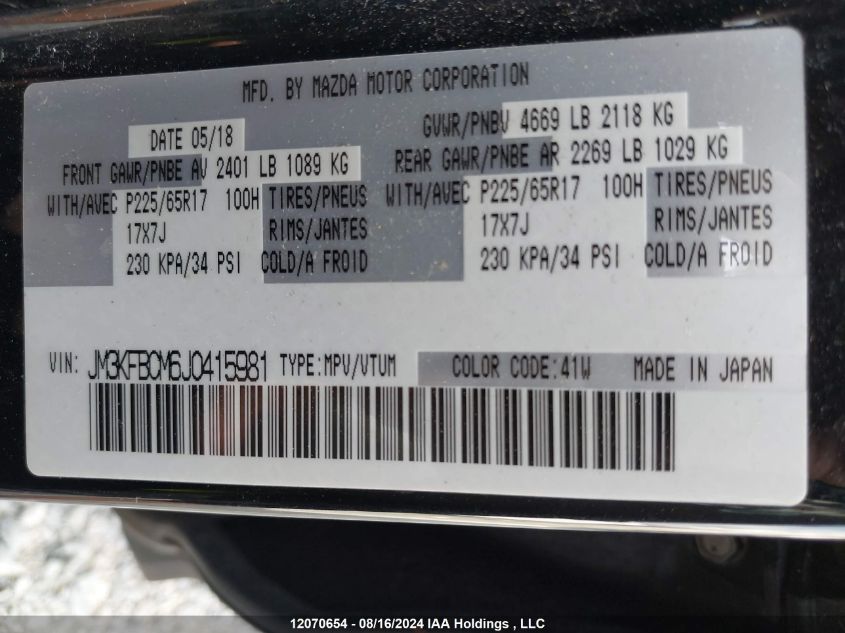 MFD. BY MAZDA MOTOR CORPORATION
DATE 05/18 GVWR/PNBV 4669 LB 2118 KG
FRONT GAWR/PNBE AV 2401 LB 1089 KG REAR GAWR/PNBE AR 2269 LB 1029 KG
WITH/AVEC P225/65R17 100H TIRES/PNEUS WITH/AVEC P225/65R17 100H TIRES/PNEUS
17X7J RIMS/JANTES 17X7J RIMS/JANTES
230 KPA/34 PSI COLD/A FROID 230 KPA/34 PSI COLD/A FROID
VIN: JM3KFBCM6J0415981 TYPE:MPV/VTUM COLOR CODE:41W MADE IN JAPAN
12070654 - 08/16/2024 IAA Holdings , LLC